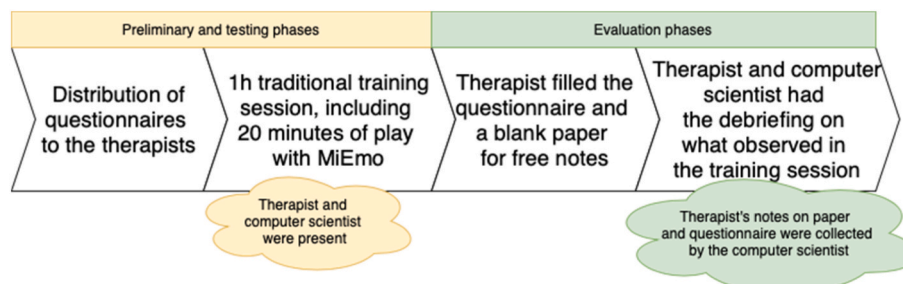 Preliminary and testing phases
Evaluation phases
Distribution of
questionnaires
to the therapists
1h traditional training
session, including
20 minutes of play
with MiEmo
Therapist filled the
questionnaire and
a blank paper
for free notes
Therapist and computer
scientist had
the debriefing on
what observed in
the training session
Therapist and
computer scientist
were present
Therapist's notes on paper
and questionnaire were collected
by the computer scientist